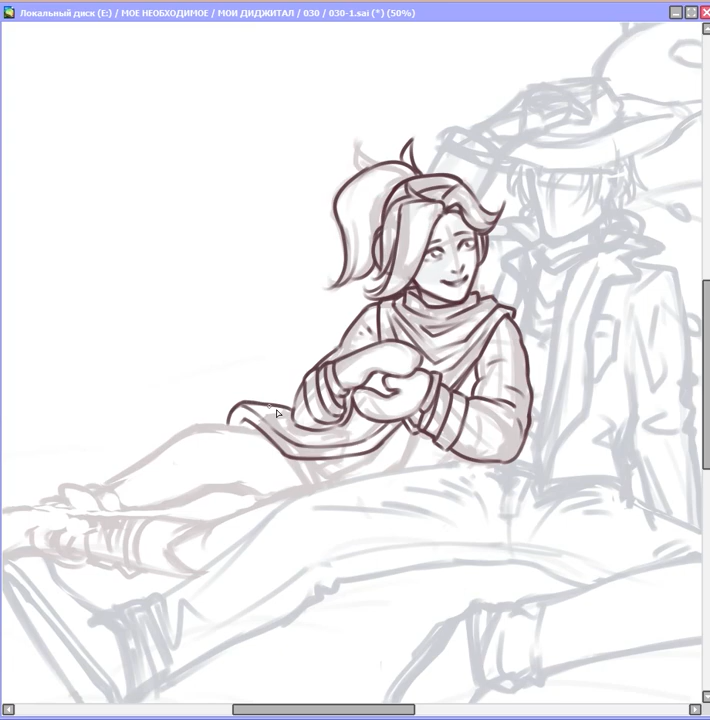 Локальный диск (E:) / МОЕ НЕОБХОДИМОЕ / МОИ ДИДЖИТАЛ / 030 / 030-1.sai (*) (50%)